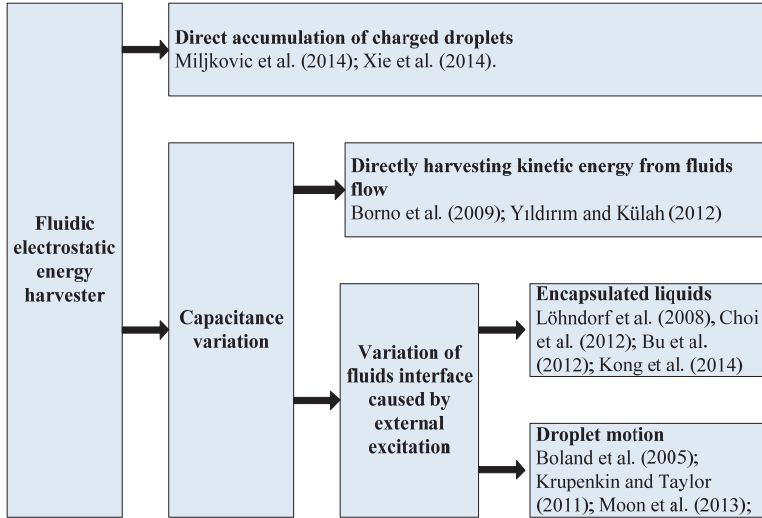 Direct accumulation of charged droplets
Miljkovic et al. (2014); Xie et al. (2014).
Directly harvesting kinetic energy from fluids
flow
Borno et al. (2009); Yıldırım and Külah (2012)
Fluidic
electrostatic
energy
harvester
Capacitance
variation
Variation of
fluids interface
caused by
external
excitation
Encapsulated liquids
Löhndorf et al. (2008), Choi
et al. (2012); Bu et al.
(2012); Kong et al. (2014)
Droplet motion
Boland et al. (2005);
Krupenkin and Taylor
(2011); Moon et al. (2013);